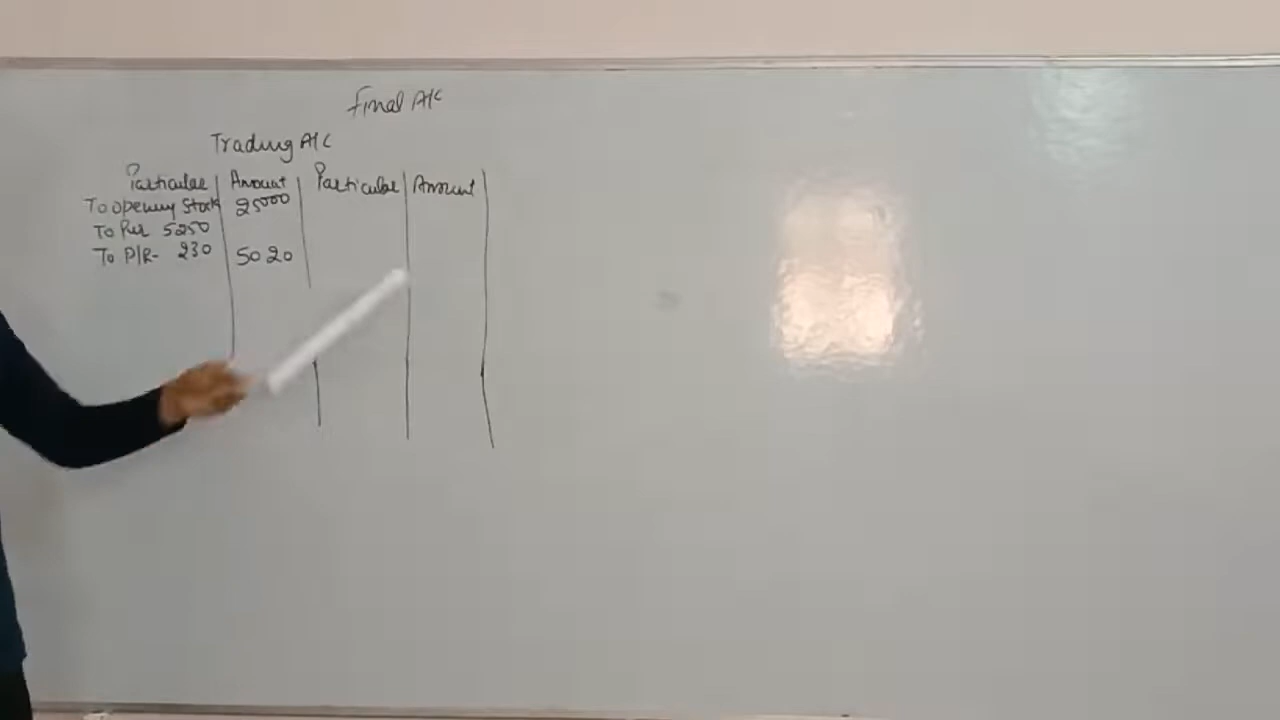 Final A/C
Trading A/C
Particular Amount Particular Amount
To opening Stock 25000
To Pur 5250
To P/R- 230 5020